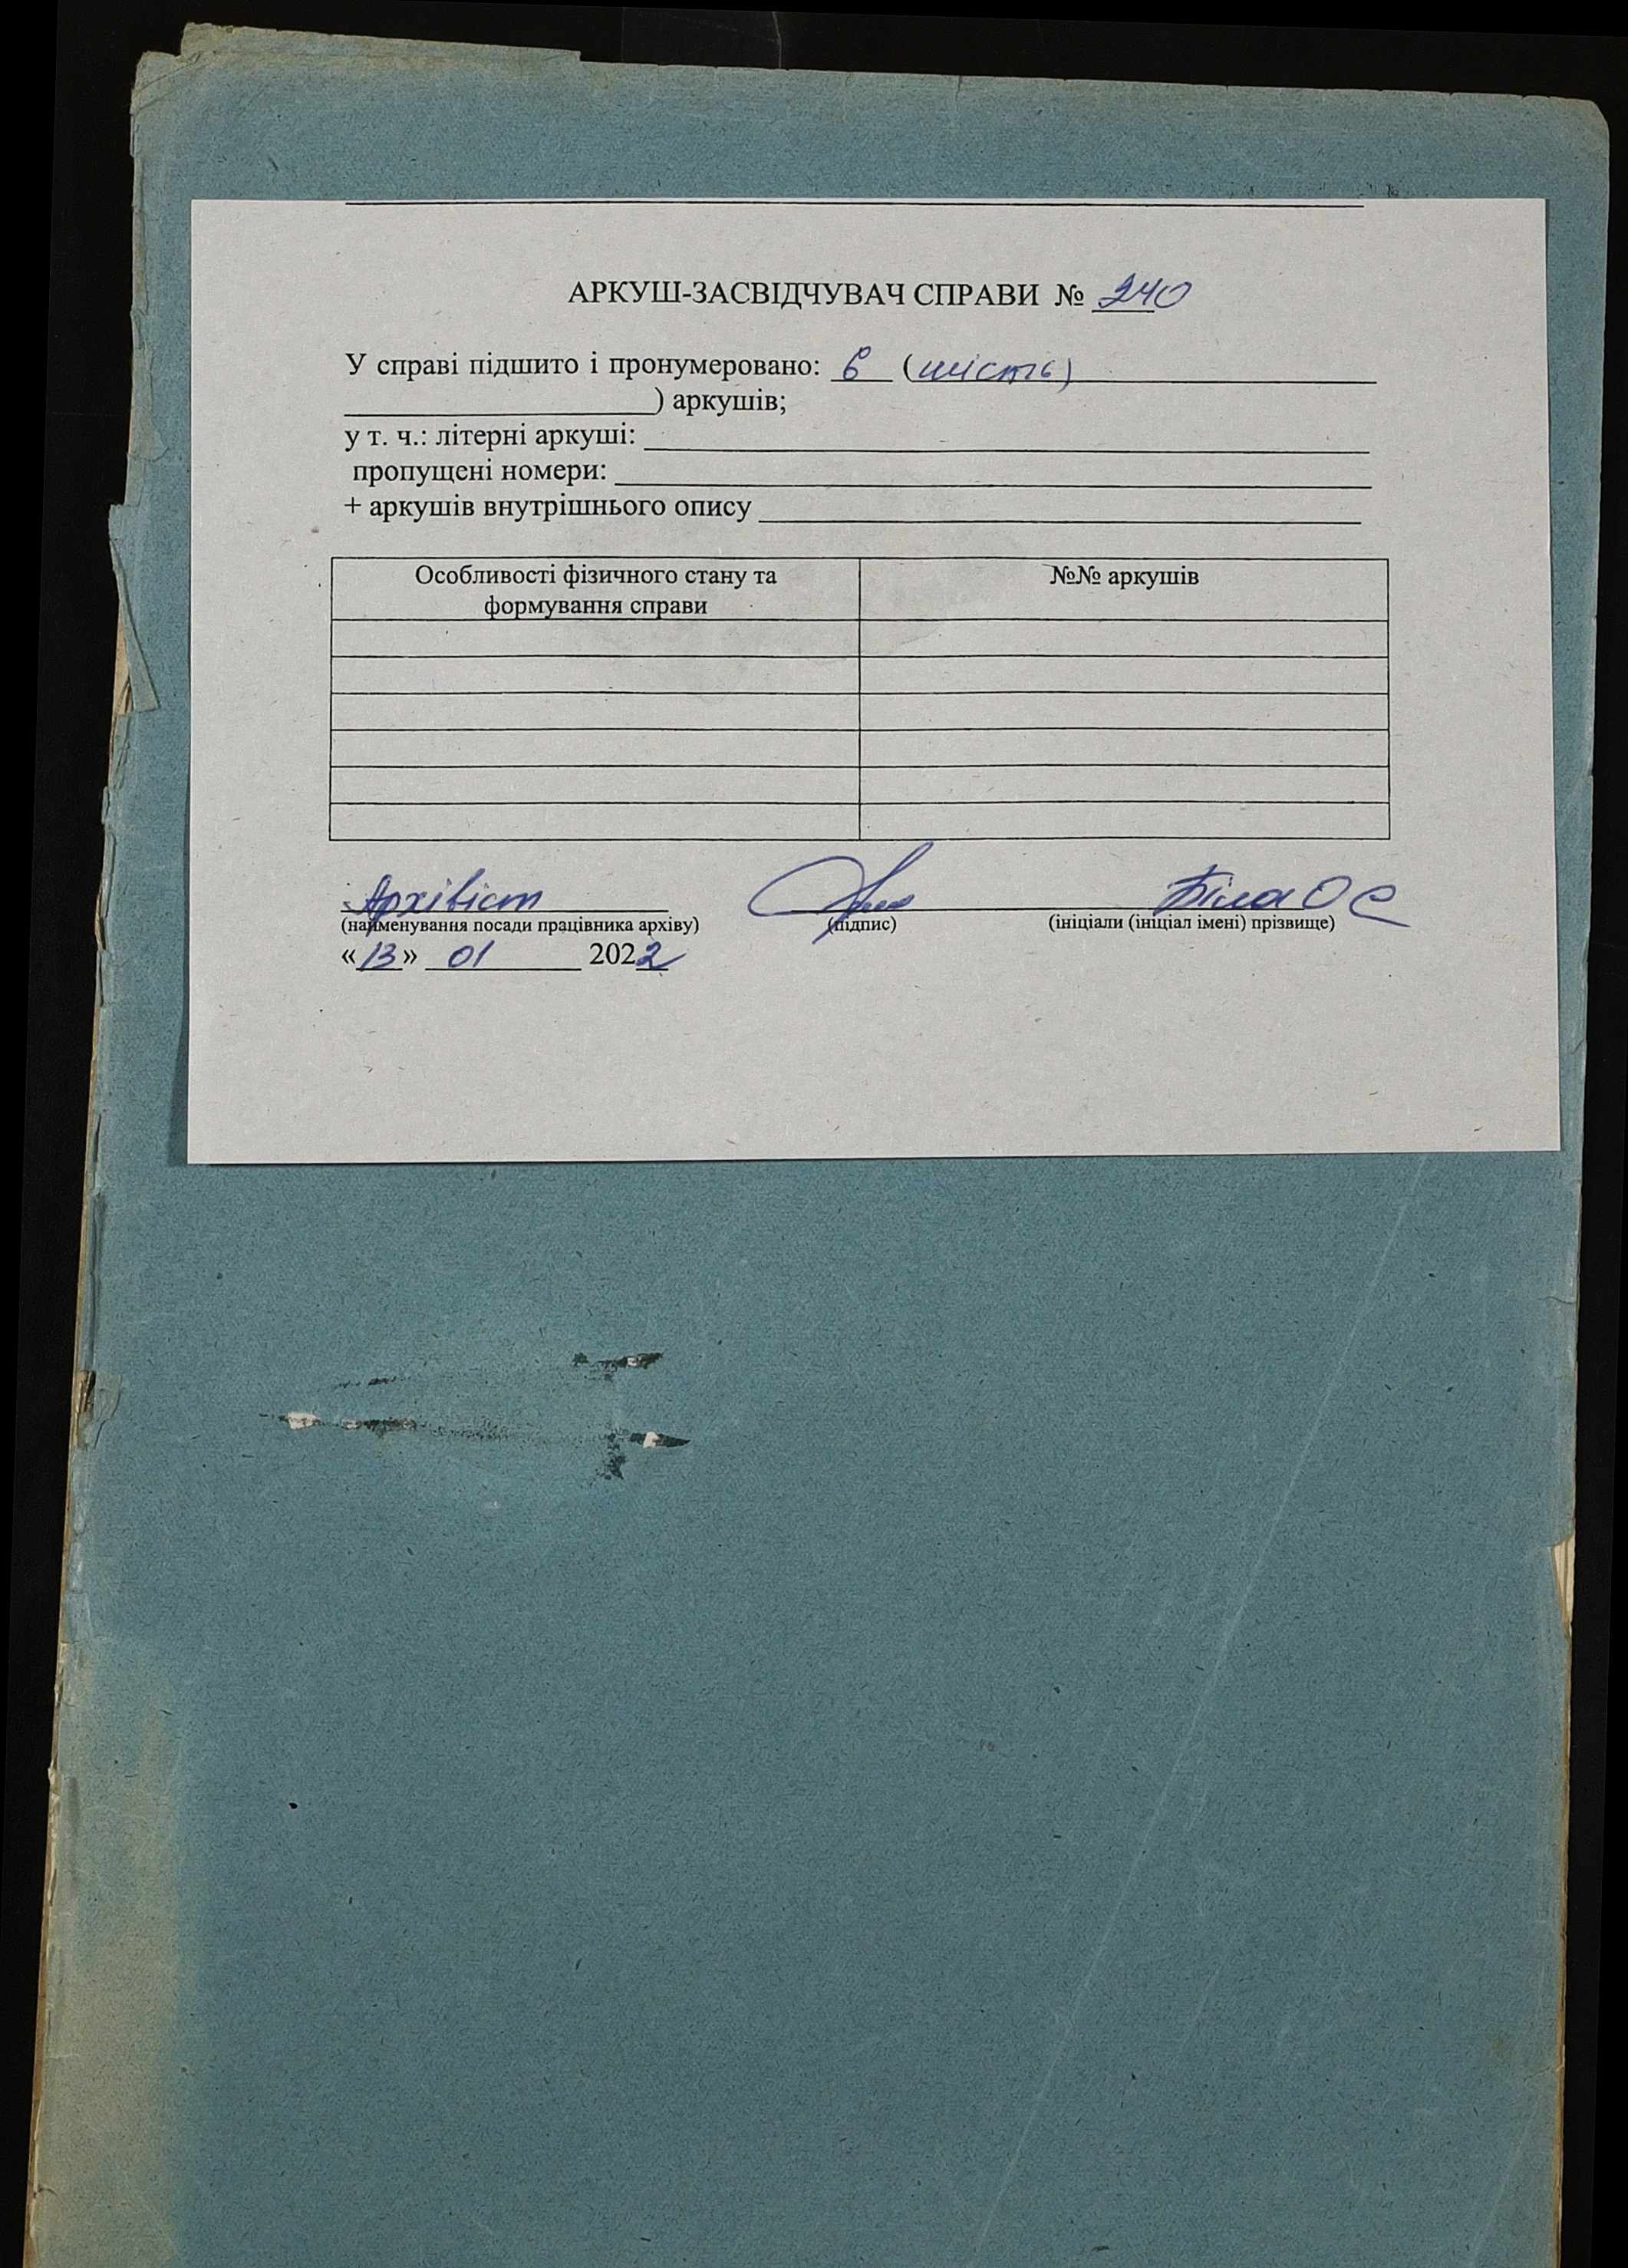 АРКУШ-ЗАСВІДЧУВАЧ СПРАВИ № 240
У справі підшито і пронумеровано: 6 (шість)
) аркушів;
у т. ч.: літерні аркуші:
пропущені номери:
+ аркушів внутрішнього опису
Особливості фізичного стану та №№ аркушів
формування справи
Архівіст Біла О С
(найменування посади працівника архіву) (підпис) (ініціали (ініціал імені) прізвище)
«13» 01 2022